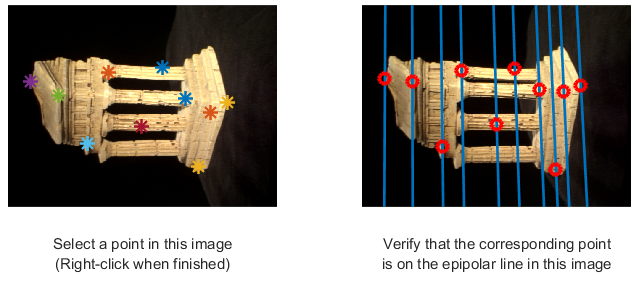 Select a point in this image
(Right-click when finished)
Verify that the corresponding point
is on the epipolar line in this image